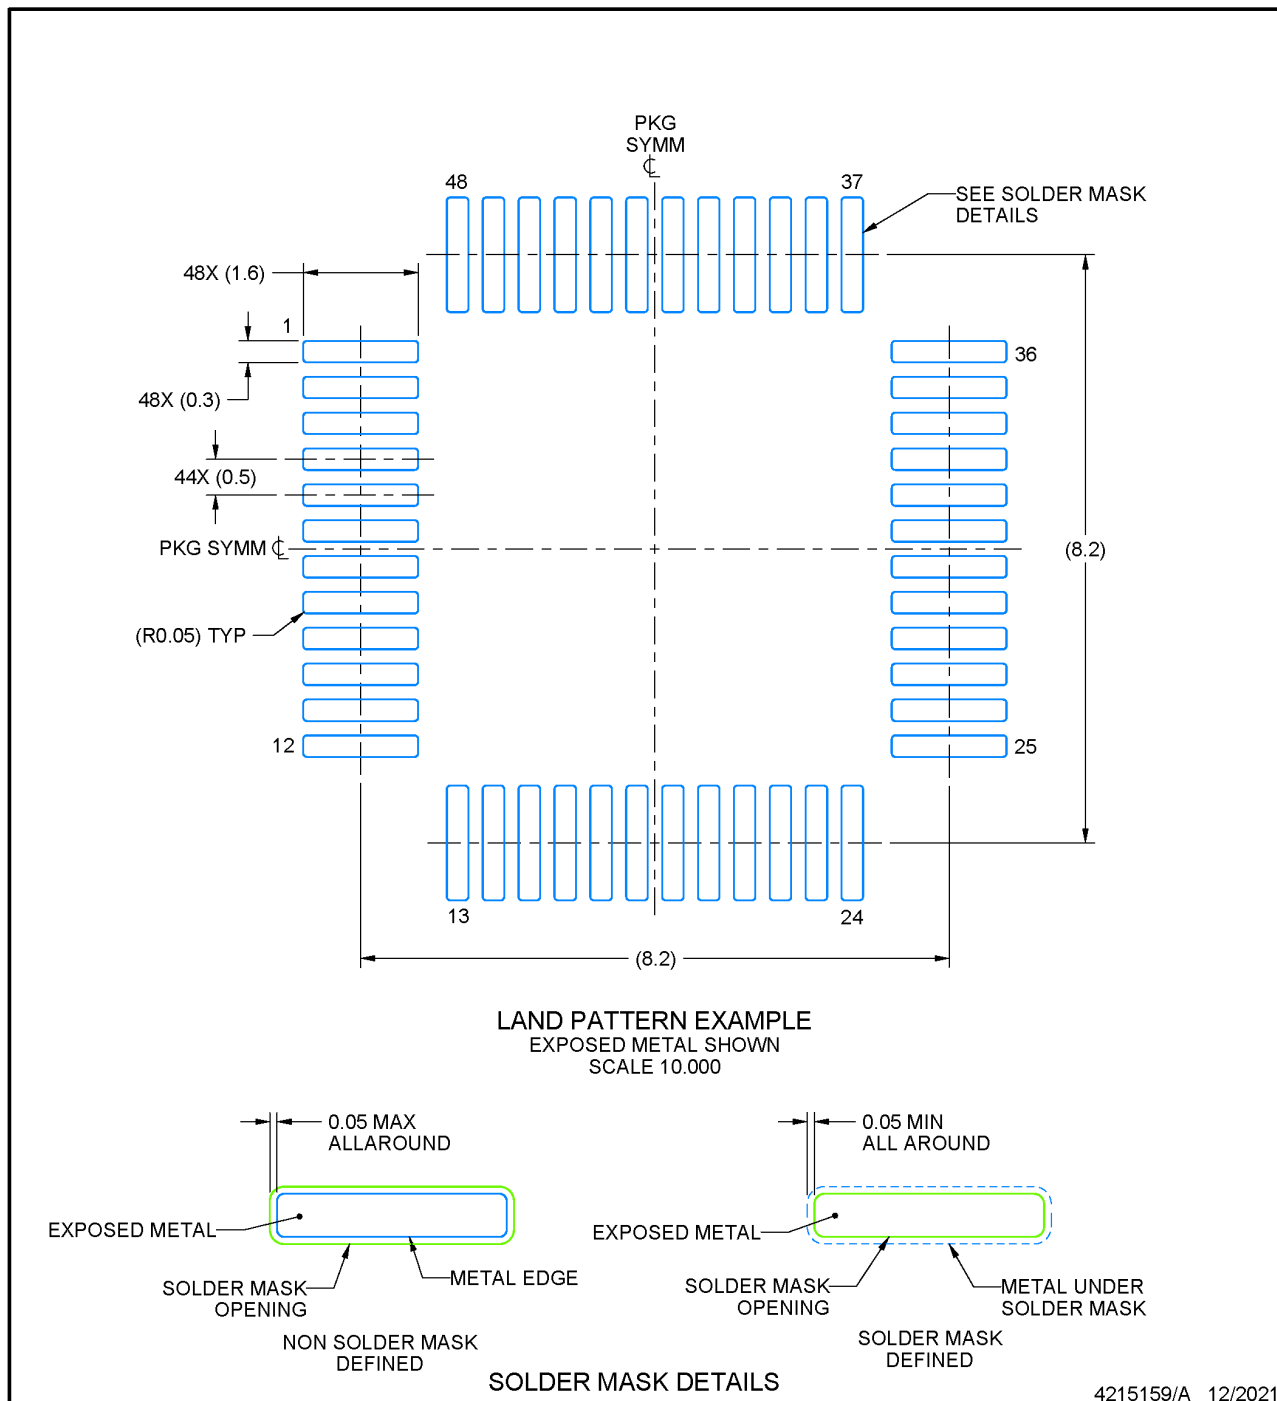 PKG
SYMM
℄
48
37
SEE SOLDER MASK
DETAILS
48X (1.6)
1
36
48X (0.3)
44X (0.5)
PKG SYMM ℄
(8.2)
(R0.05) TYP
12
25
13
24
(8.2)
LAND PATTERN EXAMPLE
EXPOSED METAL SHOWN
SCALE 10.000
0.05 MAX
ALLAROUND
0.05 MIN
ALL AROUND
EXPOSED METAL
EXPOSED METAL
METAL EDGE
SOLDER MASK
OPENING
SOLDER MASK
OPENING
METAL UNDER
SOLDER MASK
NON SOLDER MASK
DEFINED
SOLDER MASK
DEFINED
SOLDER MASK DETAILS
4215159/A 12/2021